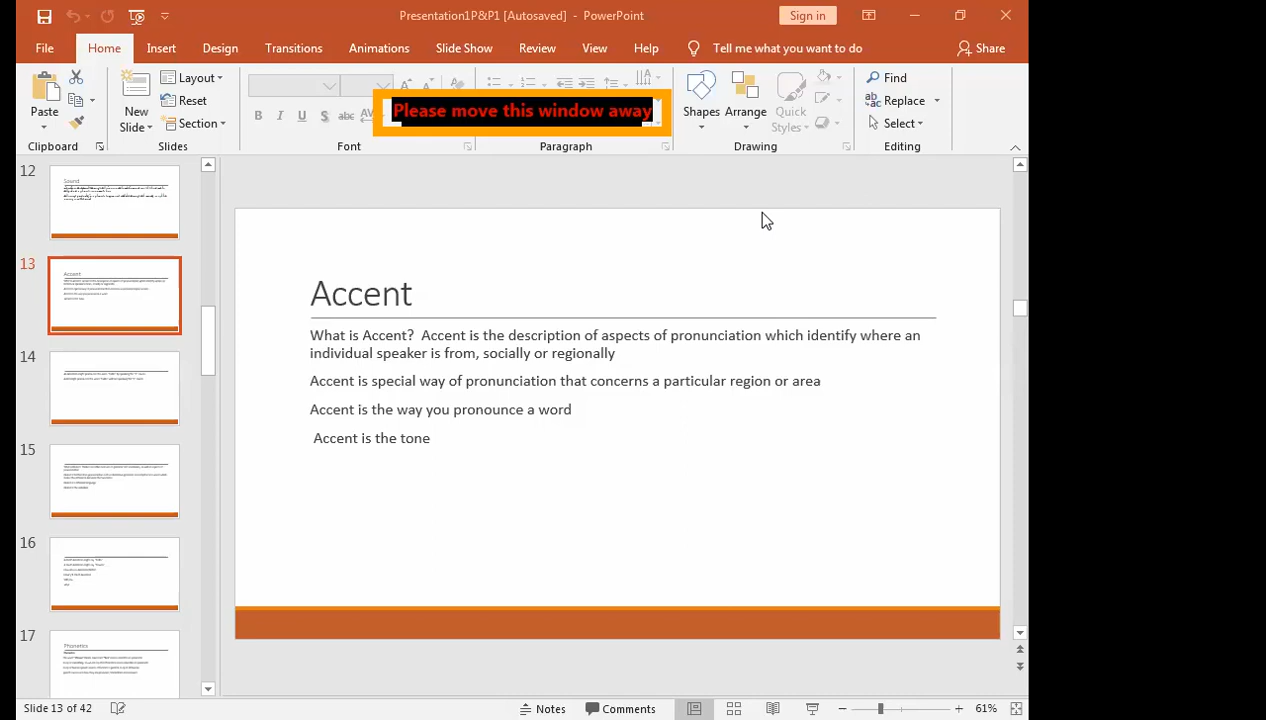 Presentation1P&P1 [Autosaved] - PowerPoint
Sign in
File Home Insert Design Transitions Animations Slide Show Review View Help Tell me what you want to do Share
Paste
New
Slide
Layout
Reset
Section
B I U S abc
Please move this window away
Shapes
Arrange
Quick
Styles
Find
Replace
Select
Clipboard Slides Font Paragraph Drawing Editing
12
Sound
13
Accent
14
15
16
17
Phonetics
Accent
What is Accent? Accent is the description of aspects of pronunciation which identify where an
individual speaker is from, socially or regionally
Accent is special way of pronunciation that concerns a particular region or area
Accent is the way you pronounce a word
Accent is the tone
Slide 13 of 42
Notes
Comments
61%